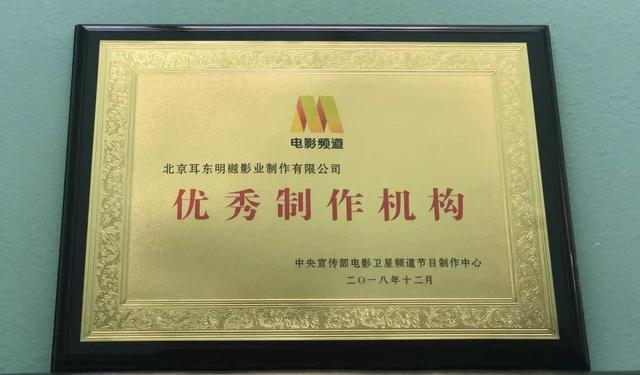 电影频道
北京耳东明樾影业制作有限公司
优秀制作机构
中央宣传部电影卫星频道节目制作中心
二〇一八年十二月